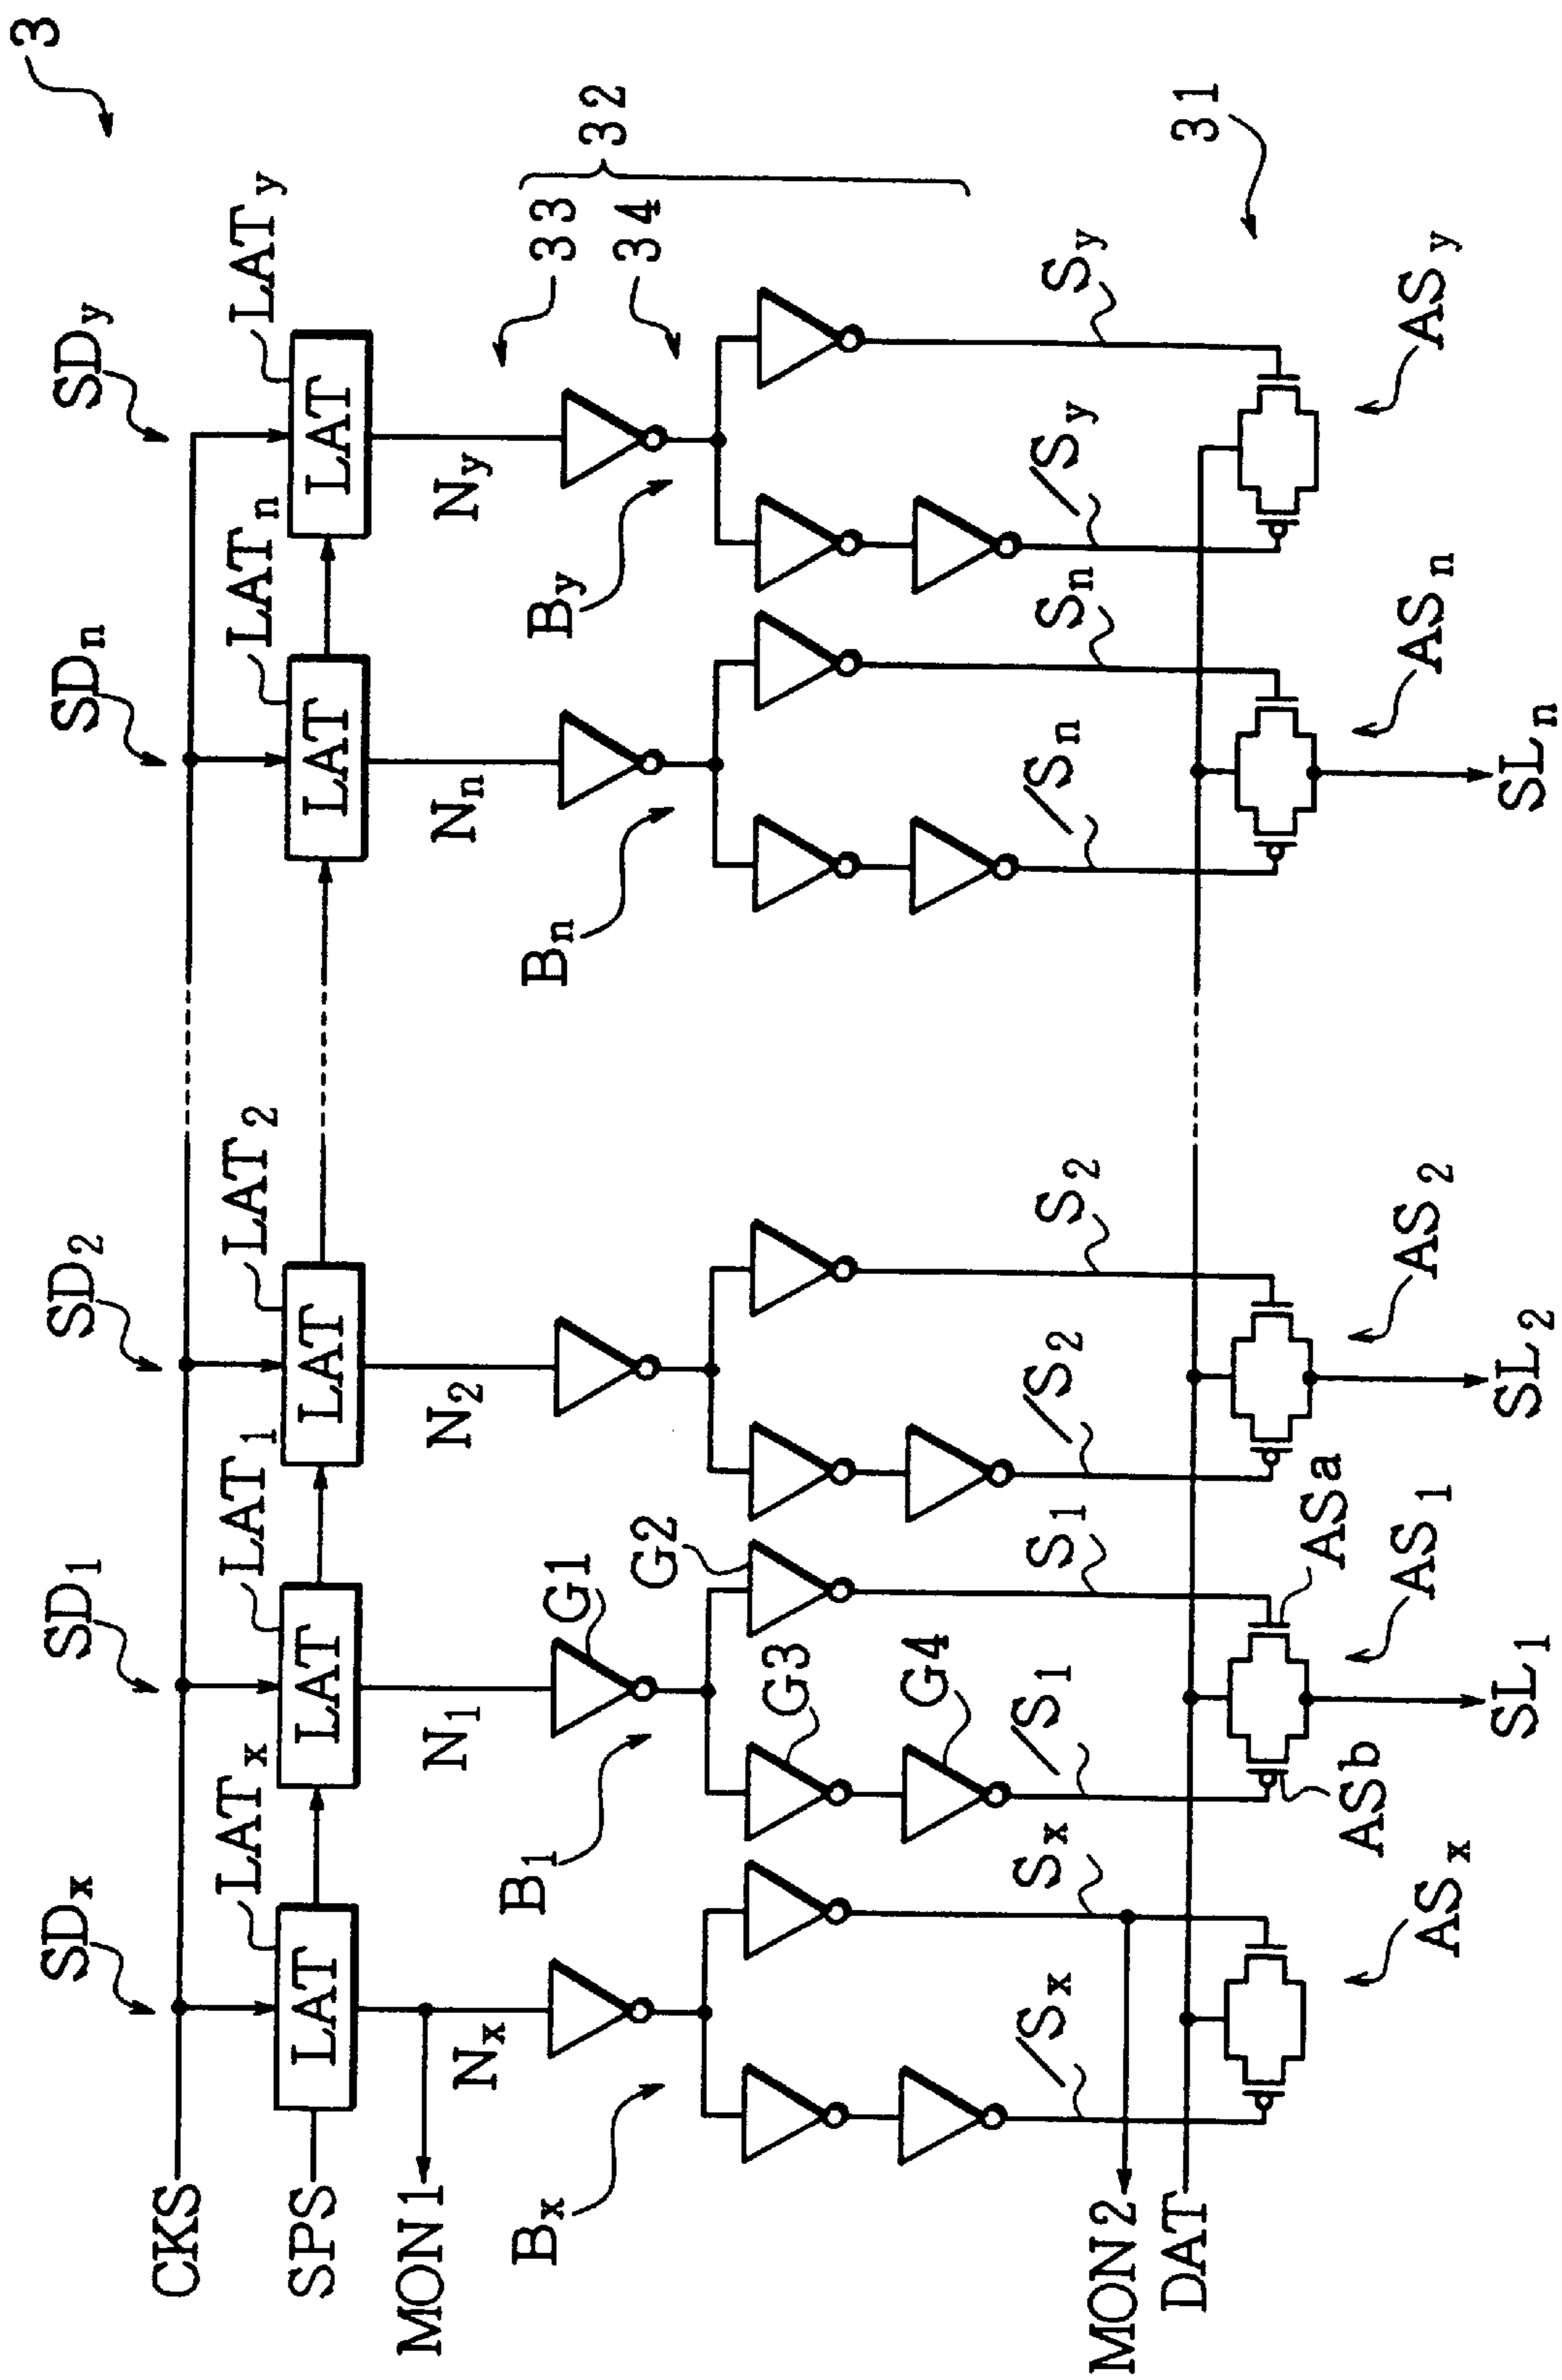 3
SDx
SD1
SD2
SDn
SDy
CKS
LATx
LAT1
LAT2
LATn
LATy
SPS
LAT
LAT
LAT
LAT
LAT
MON1
Nx
N1
N2
Nn
Ny
33
32
34
Bx
B1
G1
Bn
By
G2
G3
G4
/Sx
Sx
/S1
S1
/S2
S2
/Sn
Sn
/Sy
Sy
MON2
DAT
31
ASb
ASa
ASx
AS1
AS2
ASn
ASy
SL1
SL2
SLn